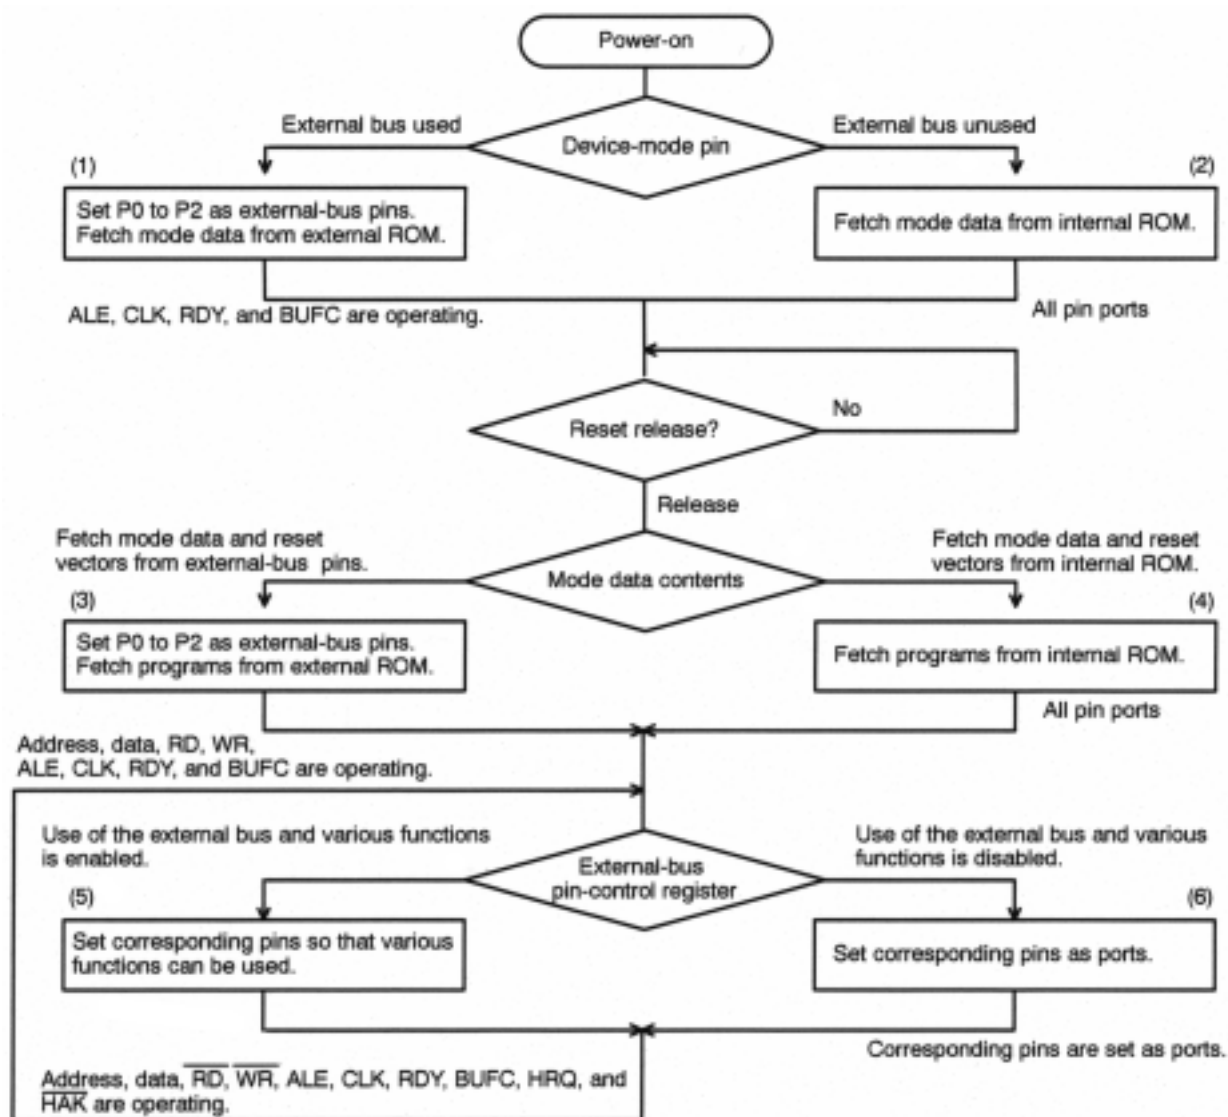 Power-on
External bus used
External bus unused
Device-mode pin
(1)
(2)
Set P0 to P2 as external-bus pins.
Fetch mode data from external ROM.
Fetch mode data from internal ROM.
ALE, CLK, RDY, and BUFC are operating.
All pin ports
Reset release?
No
Release
Fetch mode data and reset
vectors from external-bus pins.
Fetch mode data and reset
vectors from internal ROM.
Mode data contents
(3)
(4)
Set P0 to P2 as external-bus pins.
Fetch programs from external ROM.
Fetch programs from internal ROM.
All pin ports
Address, data, RD, WR,
ALE, CLK, RDY, and BUFC are operating.
Use of the external bus and various functions
is enabled.
Use of the external bus and various
functions is disabled.
External-bus
pin-control register
(5)
(6)
Set corresponding pins so that various
functions can be used.
Set corresponding pins as ports.
Corresponding pins are set as ports.
Address, data, R̅D̅, W̅R̅, ALE, CLK, RDY, BUFC, HRQ, and
H̅A̅K̅ are operating.